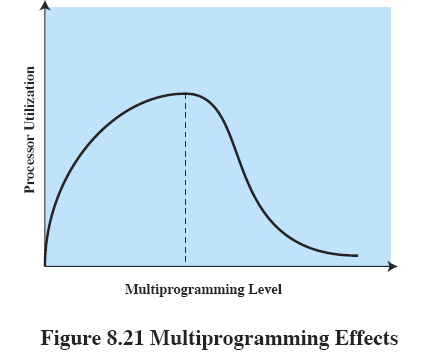 Processor Utilization
Multiprogramming Level
Figure 8.21 Multiprogramming Effects